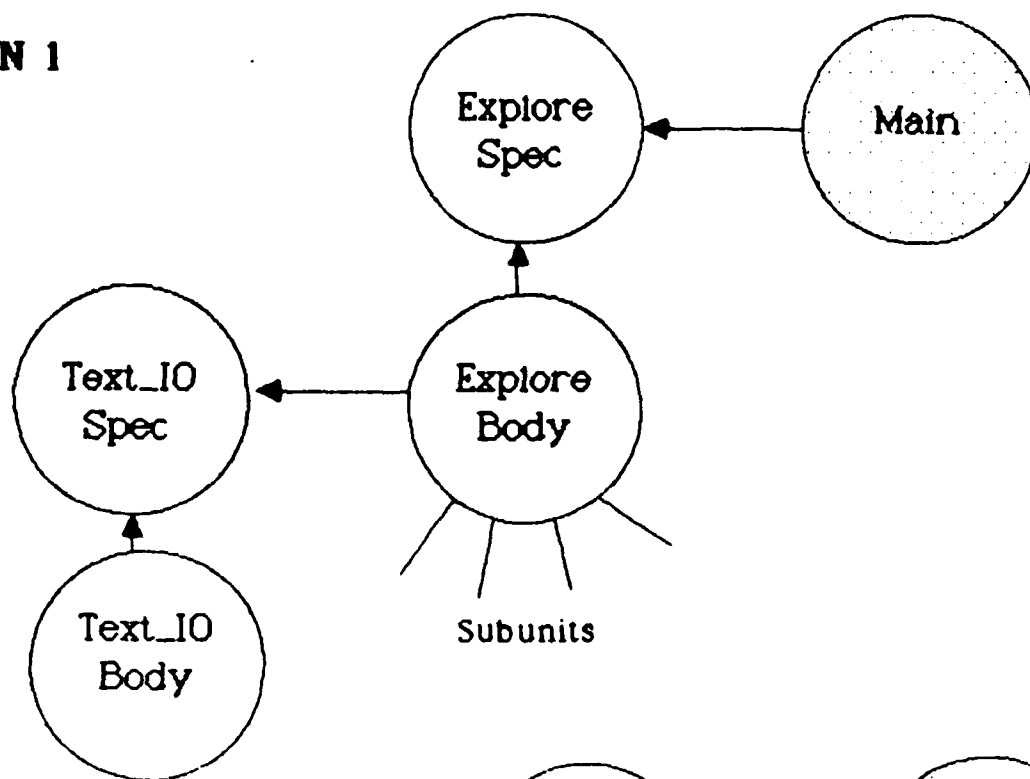 N 1
Explore
Spec
Main
Text_IO
Spec
Explore
Body
Text_IO
Body
Subunits